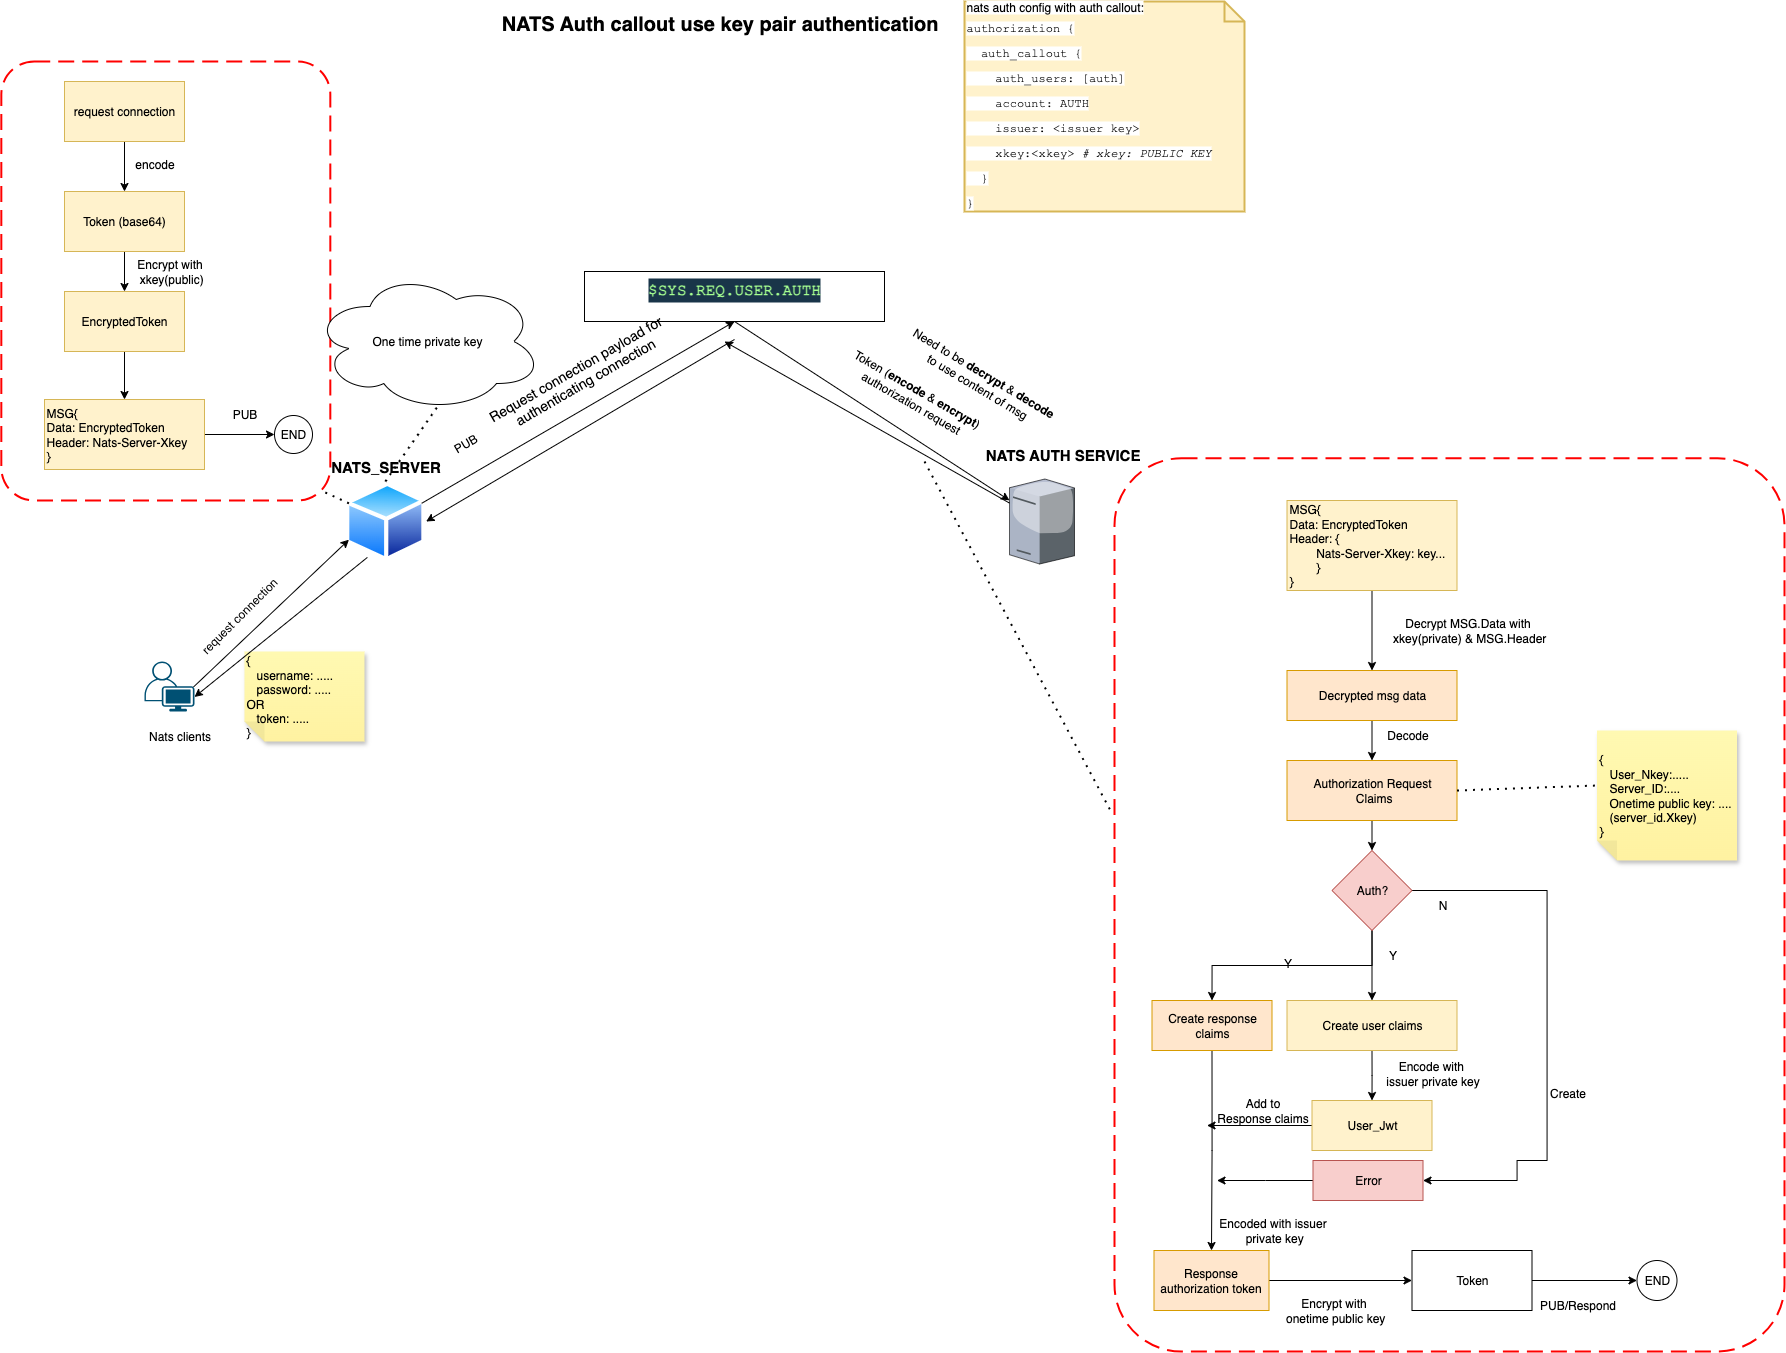 NATS Auth callout use key pair authentication
nats auth config with auth callout:
authorization {
auth_callout {
auth_users: [auth]
account: AUTH
issuer: <issuer key>
xkey:<xkey> # xkey: PUBLIC KEY
}
}
request connection
encode
Token (base64)
Encrypt with
xkey(public)
EncryptedToken
MSG{
Data: EncryptedToken
Header: Nats-Server-Xkey
}
PUB
END
One time private key
$SYS.REQ.USER.AUTH
Request connection payload for
authenticating connection
PUB
Need to be decrypt & decode
to use content of msg
Token (encode & encrypt)
authorization request
NATS_SERVER
NATS AUTH SERVICE
request connection
Nats clients
{
username: .....
password: .....
OR
token: .....
}
MSG{
Data: EncryptedToken
Header: {
Nats-Server-Xkey: key...
}
}
Decrypt MSG.Data with
xkey(private) & MSG.Header
Decrypted msg data
Decode
Authorization Request
Claims
{
User_Nkey:.....
Server_ID:....
Onetime public key: ....
(server_id.Xkey)
}
Auth?
N
Y
Y
Create response
claims
Create user claims
Encode with
issuer private key
Create
Add to
Response claims
User_Jwt
Error
Encoded with issuer
private key
Response
authorization token
Encrypt with
onetime public key
Token
PUB/Respond
END